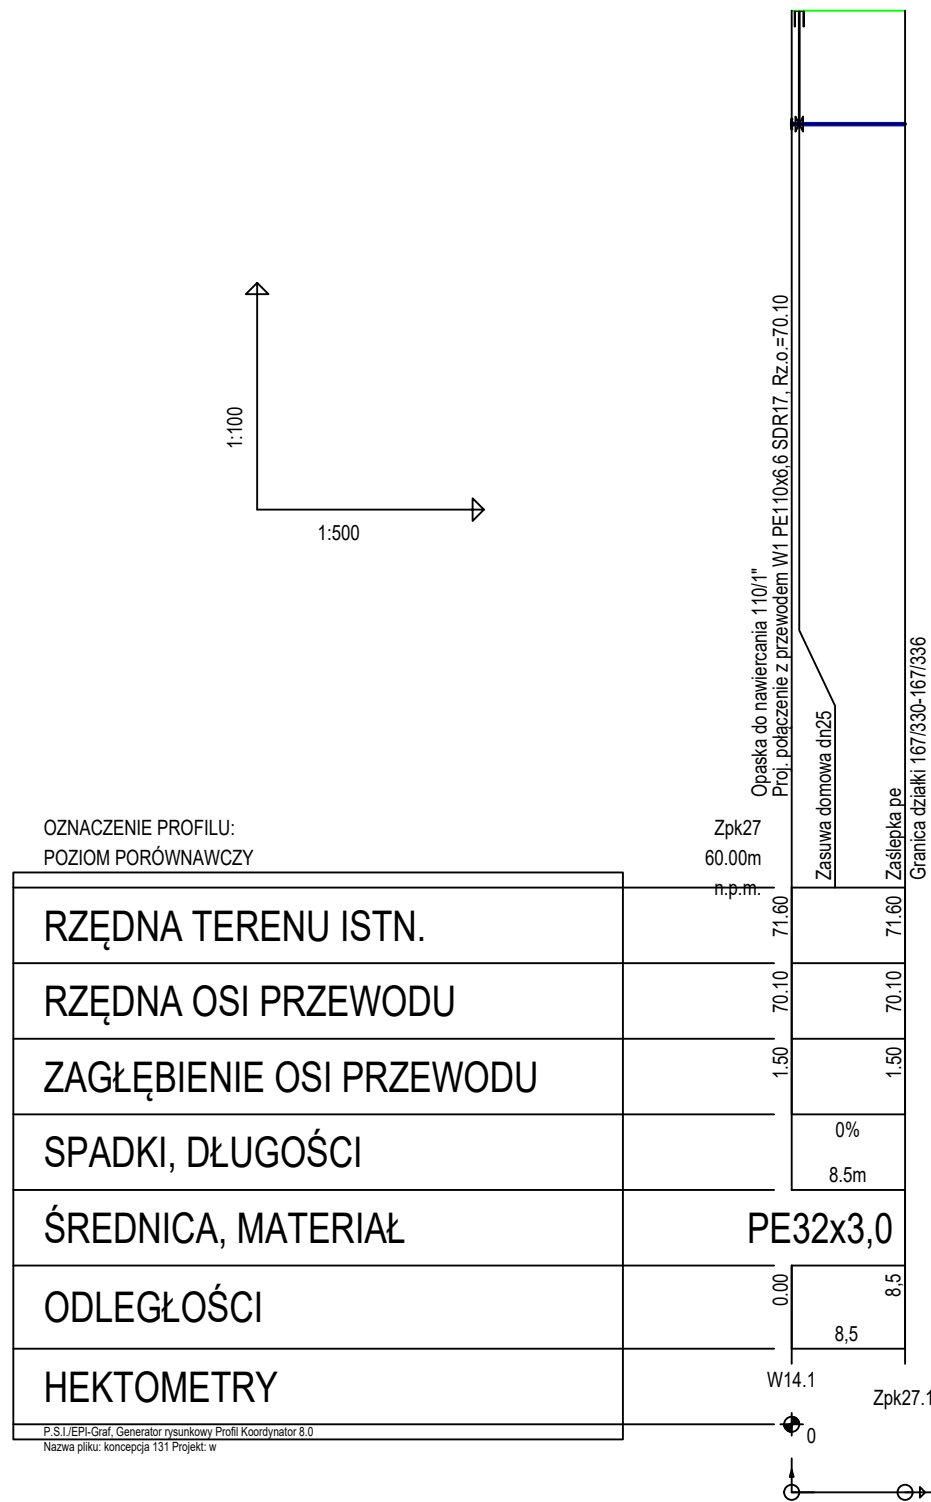 1:100
1:500
Opaska do nawiercania 110/1"
Proj. połączenie z przewodem W1 PE110x6,6 SDR17, Rz.o.=70.10
Zasuwa domowa dn25
Zaślepka pe
Granica działki 167/330-167/336
OZNACZENIE PROFILU: Zpk27
POZIOM PORÓWNAWCZY 60.00m
n.p.m.
RZĘDNA TERENU ISTN. 71.60 71.60
RZĘDNA OSI PRZEWODU 70.10 70.10
ZAGŁĘBIENIE OSI PRZEWODU 1.50 1.50
SPADKI, DŁUGOŚCI 0% 8.5m
ŚREDNICA, MATERIAŁ PE32x3,0
ODLEGŁOŚCI 0.00 8,5 8,5
HEKTOMETRY W14.1 Zpk27.1
0
P.S.I./EPI-Graf, Generator rysunkowy Profil Koordynator 8.0
Nazwa pliku: koncepcja 131 Projekt: w